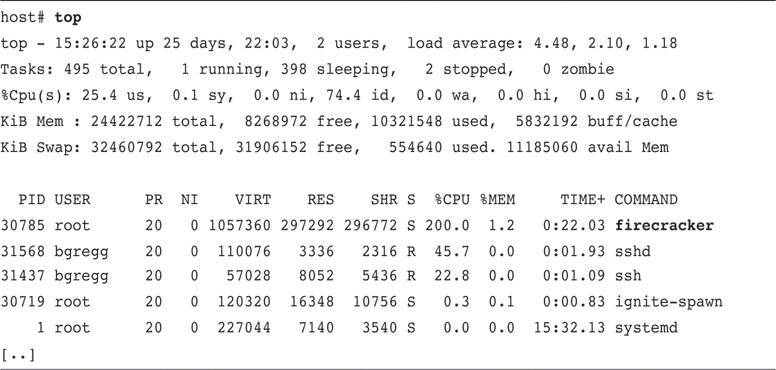 host# top
top - 15:26:22 up 25 days, 22:03,  2 users,  load average: 4.48, 2.10, 1.18
Tasks: 495 total,   1 running, 398 sleeping,   2 stopped,   0 zombie
%Cpu(s): 25.4 us,  0.1 sy,  0.0 ni, 74.4 id,  0.0 wa,  0.0 hi,  0.0 si,  0.0 st
KiB Mem : 24422712 total,  8268972 free, 10321548 used,  5832192 buff/cache
KiB Swap: 32460792 total, 31906152 free,   554640 used. 11185060 avail Mem
  PID USER      PR  NI    VIRT    RES    SHR S  %CPU %MEM     TIME+ COMMAND
30785 root      20   0 1057360 297292 296772 S 200.0  1.2   0:22.03 firecracker
31568 bgregg    20   0  110076   3336   2316 R  45.7  0.0   0:01.93 sshd
31437 bgregg    20   0   57028   8052   5436 R  22.8  0.0   0:01.09 ssh
30719 root      20   0  120320  16348  10756 S   0.3  0.1   0:00.83 ignite-spawn
    1 root      20   0  227044   7140   3540 S   0.0  0.0  15:32.13 systemd
[..]